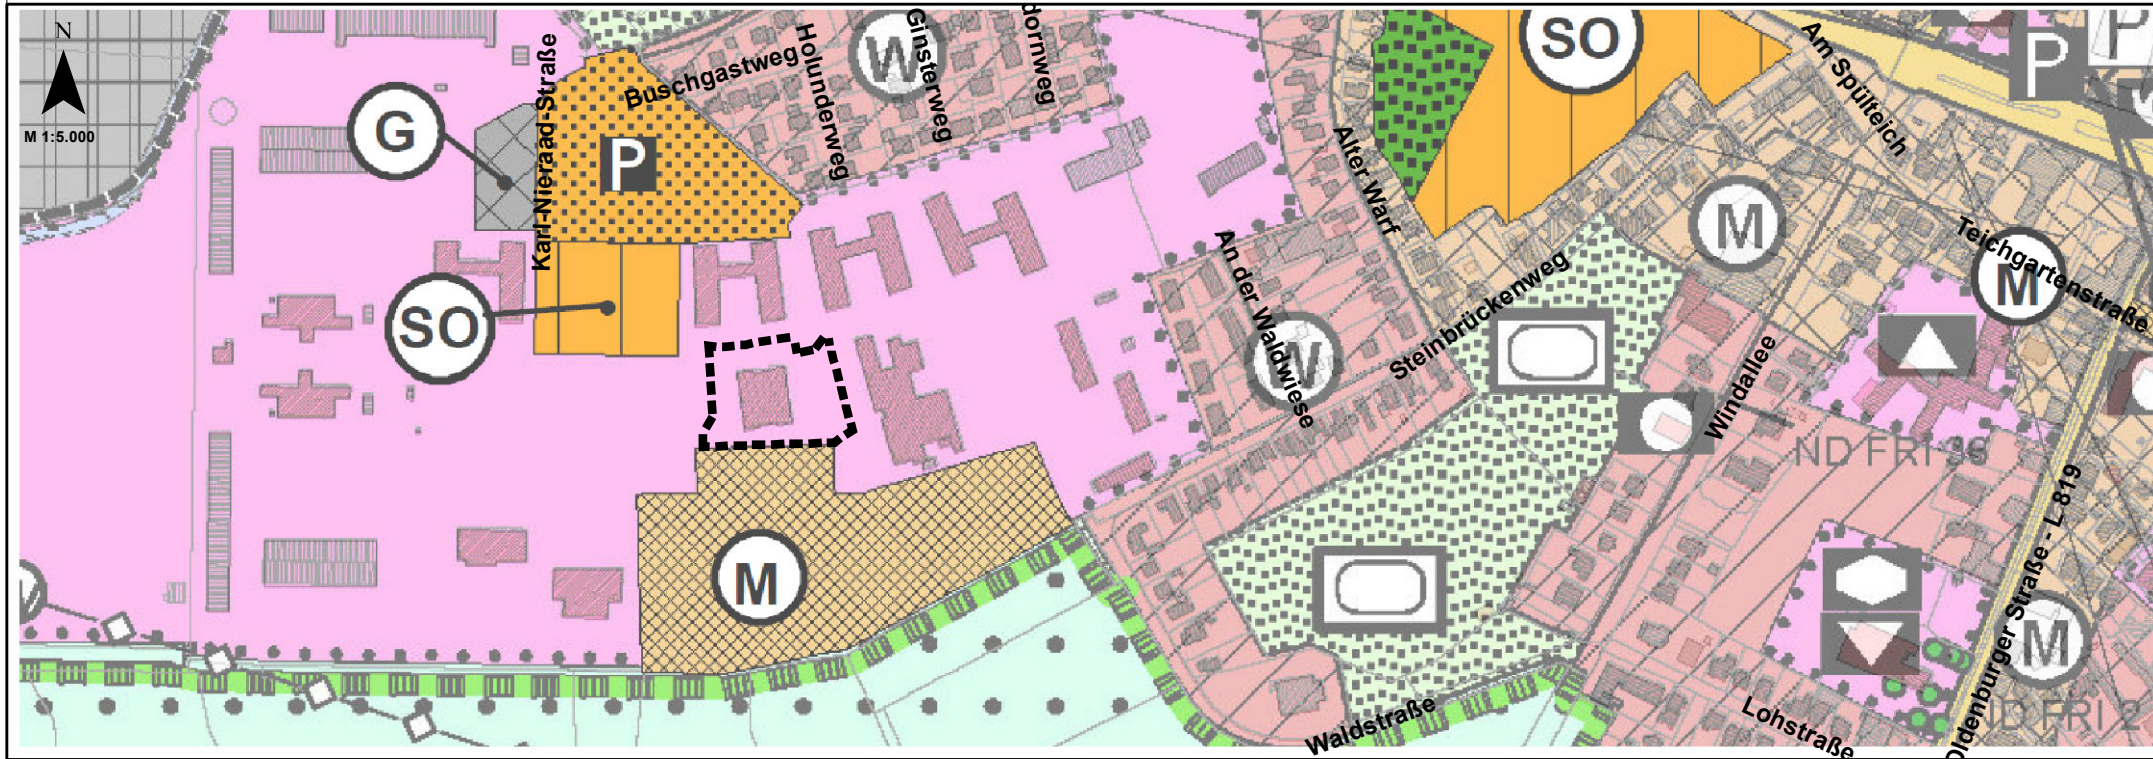 N
M 1:5.000
G
SO
P
Karl-Nieraad-Straße
Buschgastweg
Holunderweg
W
Ginsterweg
dornweg
SO
Am Spülteich
P
P
Alter Warf
M
Teichgartenstraße
M
An der Waldwiese
W
Steinbrückenweg
Windallee
ND FRI 36
Oldenburger Straße - L 819
M
M
ND FRI 2
Waldstraße
Lohstraße